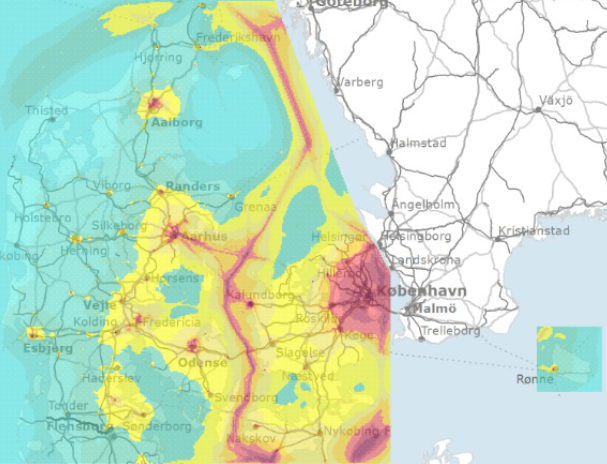 Göteborg
Frederikshavn
Hjørring
Varberg
Växjö
Thisted
Aalborg
Halmstad
Viborg
Randers
Grenaa
Ängelholm
Holstebro
Silkeborg
Aarhus
Helsingør
Helsingborg
Kristianstad
Herning
Landskrona
købing
Horsens
Hillerød
København
Vejle
Kalundborg
Malmö
Kolding
Fredericia
Roskilde
Køge
Trelleborg
Esbjerg
Slagelse
Odense
Næstved
Rønne
Haderslev
Svendborg
Tønder
Flensborg
Sønderborg
Nakskov
Nykøbing F